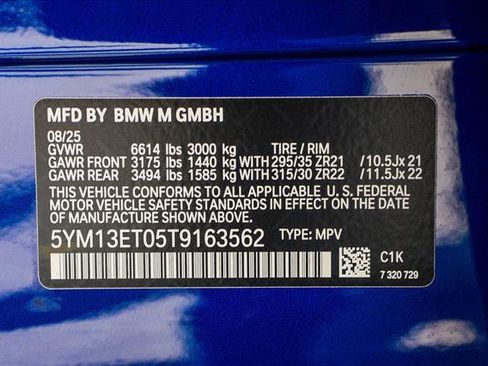 MFD BY BMW M GMBH
08/25
GVWR 6614 lbs 3000 kg TIRE / RIM
GAWR FRONT 3175 lbs 1440 kg WITH 295/35 ZR21 /10.5Jx 21
GAWR REAR 3494 lbs 1585 kg WITH 315/30 ZR22 /11.5Jx 22
THIS VEHICLE CONFORMS TO ALL APPLICABLE U. S. FEDERAL
MOTOR VEHICLE SAFETY STANDARDS IN EFFECT ON THE DATE
OF MANUFACTURE SHOWN ABOVE.
5YM13ET05T9163562 TYPE: MPV
C1K
7 320 729